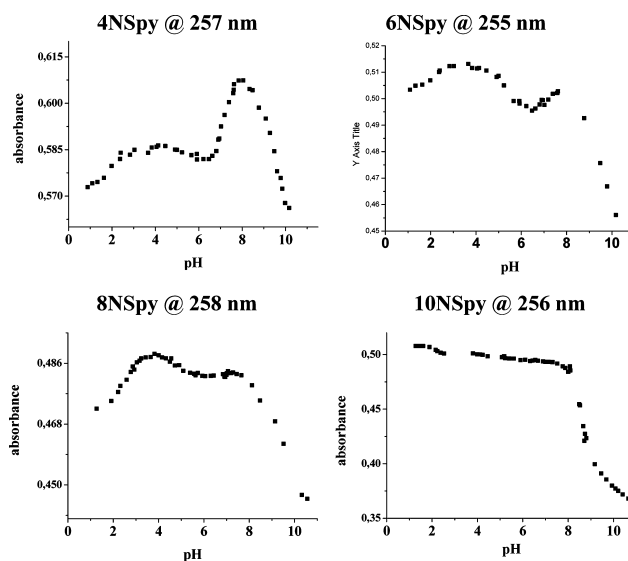 4NSpy @ 257 nm
0,615
0,600
0,585
0,570
absorbance
0 2 4 6 8 10
pH
6NSpy @ 255 nm
0,52
0,51
0,50
0,49
0,48
0,47
0,46
0,45
Y Axis Title
0 2 4 6 8 10
pH
8NSpy @ 258 nm
0,486
0,468
0,450
absorbance
0 2 4 6 8 10
pH
10NSpy @ 256 nm
0,50
0,45
0,40
0,35
absorbance
0 2 4 6 8 10
pH